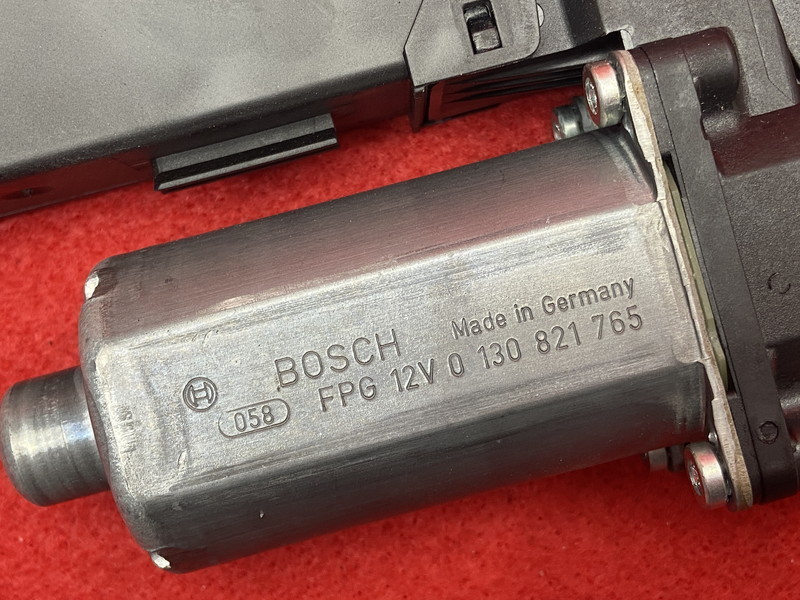 Made in Germany
BOSCH
FPG 12V 0 130 821 765
058